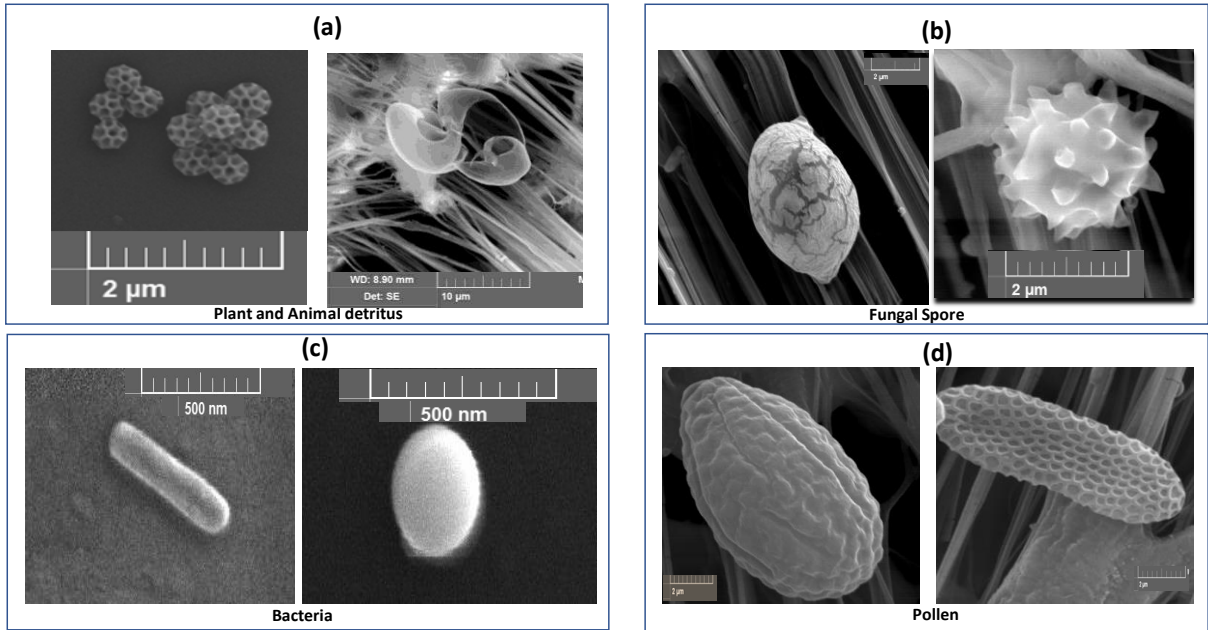 (a)
2 µm
WD: 8.90 mm
Det: SE
10 µm
M
Plant and Animal detritus
(b)
2 µm
2 µm
Fungal Spore
(c)
500 nm
500 nm
Bacteria
(d)
2 µm
2 µm
Pollen